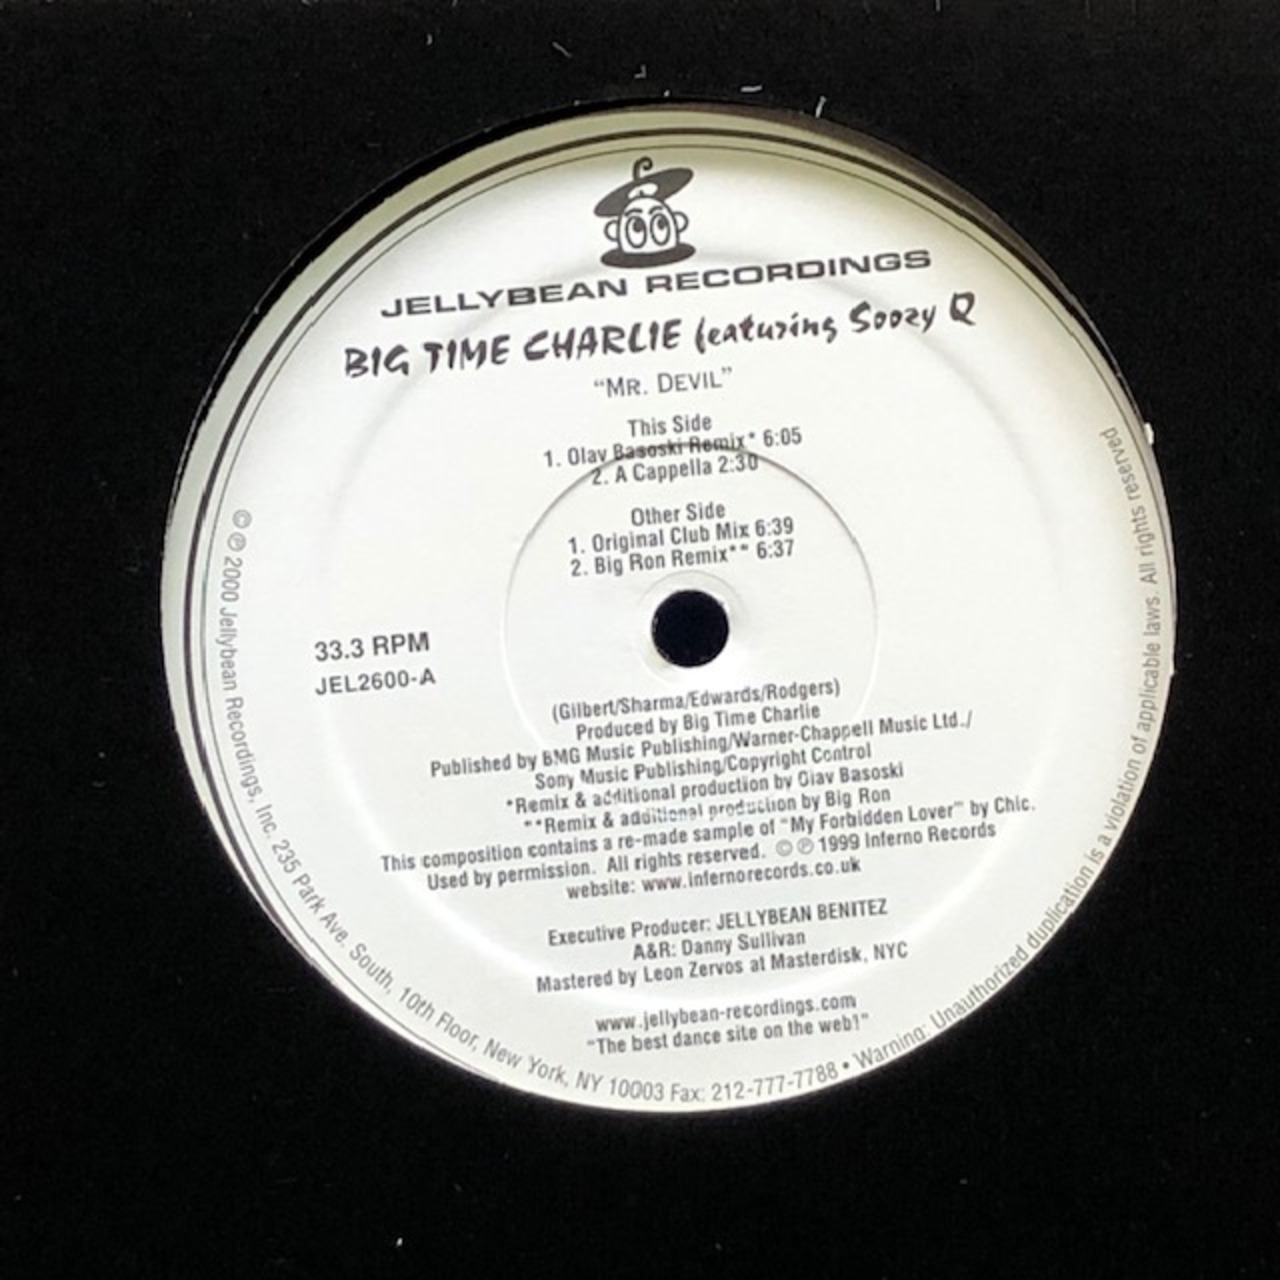 JELLYBEAN RECORDINGS
BIG TIME CHARLIE featuring Soozy Q
"MR. DEVIL"
This Side
1. Olav Basoski Remix* 6:05
2. A Cappella 2:30
Other Side
1. Original Club Mix 6:39
2. Big Ron Remix** 6:37
33.3 RPM
JEL2600-A
(Gilbert/Sharma/Edwards/Rodgers)
Produced by Big Time Charlie
Published by BMG Music Publishing/Warner-Chappell Music Ltd./
Sony Music Publishing/Copyright Control
*Remix & additional production by Olav Basoski
**Remix & additional production by Big Ron
This composition contains a re-made sample of "My Forbidden Lover" by Chic.
Used by permission. All rights reserved. © ℗ 1999 Inferno Records
website: www.infernorecords.co.uk
Executive Producer: JELLYBEAN BENITEZ
A&R: Danny Sullivan
Mastered by Leon Zervos at Masterdisk, NYC
www.jellybean-recordings.com
"The best dance site on the web!"
© ℗ 2000 Jellybean Recordings, Inc. 235 Park Ave. South, 10th Floor, New York, NY 10003 Fax: 212-777-7788 • Warning: Unauthorized duplication is a violation of applicable laws. All rights reserved